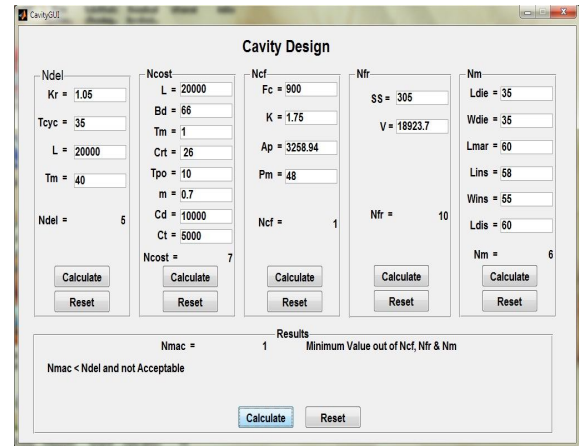 CavityGUI
Cavity Design
Ndel
Kr = 1.05
Tcyc = 35
L = 20000
Tm = 40
Ndel = 5
Calculate
Reset
Ncost
L = 20000
Bd = 66
Tm = 1
Crt = 26
Tpo = 10
m = 0.7
Cd = 10000
Ct = 5000
Ncost = 7
Calculate
Reset
Ncf
Fc = 900
K = 1.75
Ap = 3258.94
Pm = 48
Ncf = 1
Calculate
Reset
Nfr
SS = 305
V = 18923.7
Nfr = 10
Calculate
Reset
Nm
Ldie = 35
Wdie = 35
Lmar = 60
Lins = 58
Wins = 55
Ldis = 60
Nm = 6
Calculate
Reset
Results
Nmac = 1 Minimum Value out of Ncf, Nfr & Nm
Nmac < Ndel and not Acceptable
Calculate
Reset